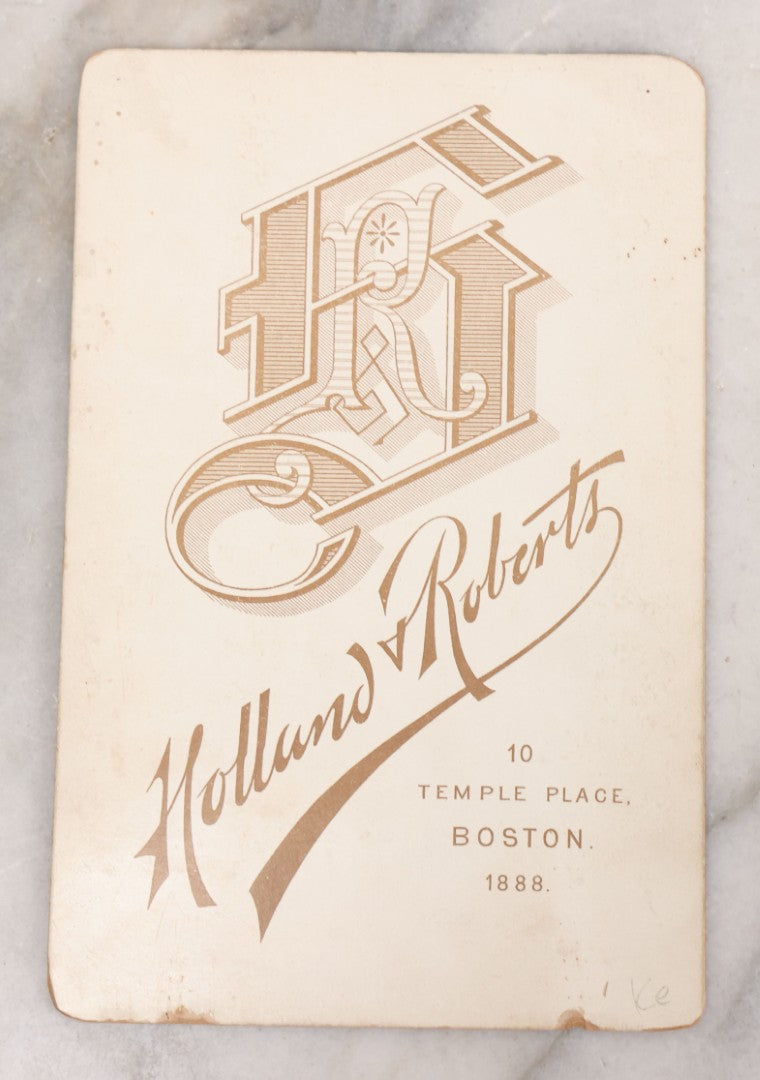 Holland & Roberts
10
TEMPLE PLACE,
BOSTON.
1888.